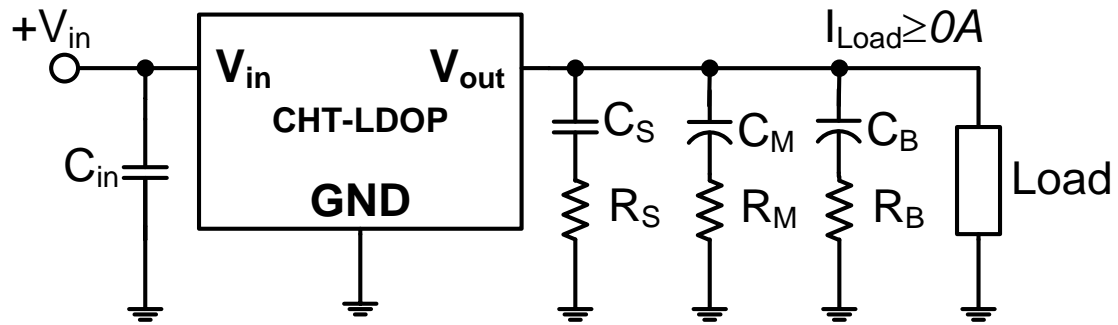 +Vin
ILoad≥0A
Vin
Vout
CHT-LDOP
GND
Cin
CS
CM
CB
RS
RM
RB
Load